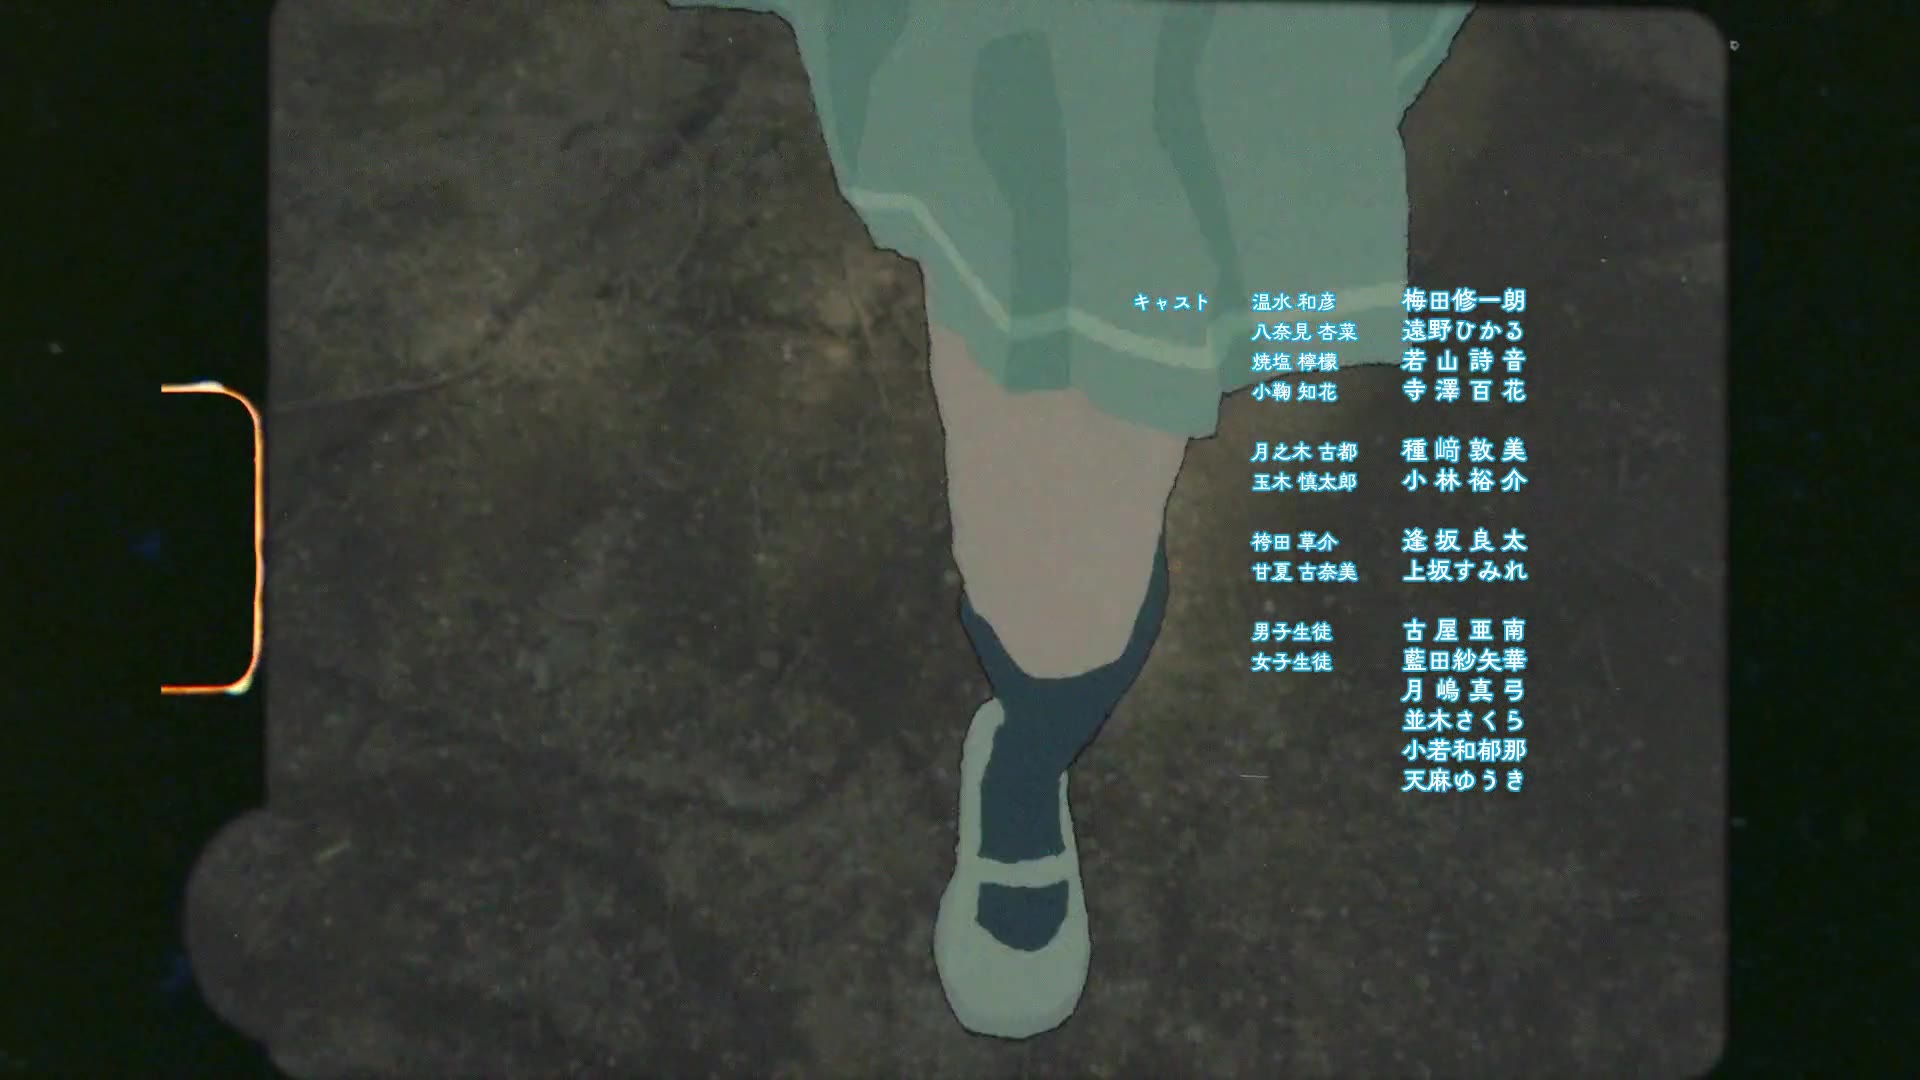 キャスト 温水 和彦 梅田修一朗
八奈見 杏菜 遠野ひかる
焼塩 檸檬 若山詩音
小鞠 知花 寺澤百花
月之木 古都 種﨑敦美
玉木 慎太郎 小林裕介
袴田 草介 逢坂良太
甘夏 古奈美 上坂すみれ
男子生徒 古屋亜南
女子生徒 藍田紗矢華
月嶋真弓
並木さくら
小若和郁那
天麻ゆうき